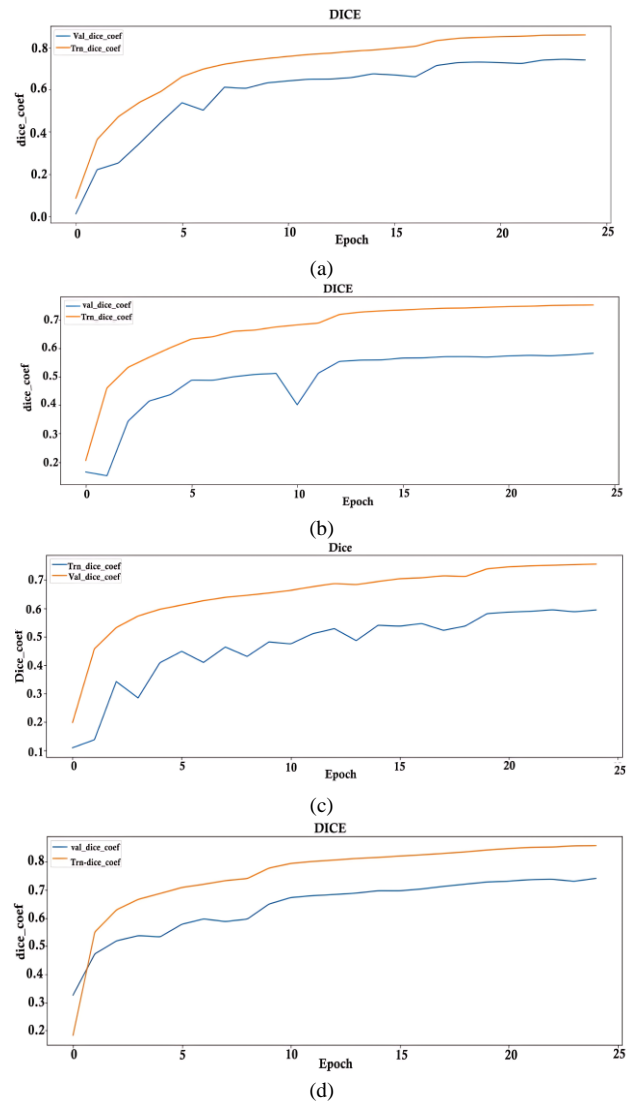 DICE
Val_dice_coef
Trn_dice_coef
0.8
0.6
0.4
0.2
0.0
dice_coef
0 5 10 15 20 25
Epoch
(a)
DICE
val_dice_coef
Trn_dice_coef
0.7
0.6
0.5
0.4
0.3
0.2
dice_coef
0 5 10 15 20 25
Epoch
(b)
Dice
Trn_dice_coef
Val_dice_coef
0.7
0.6
0.5
0.4
0.3
0.2
0.1
Dice_coef
0 5 10 15 20 25
Epoch
(c)
DICE
val_dice_coef
Trn-dice_coef
0.8
0.7
0.6
0.5
0.4
0.3
0.2
dice_coef
0 5 10 15 20 25
Epoch
(d)